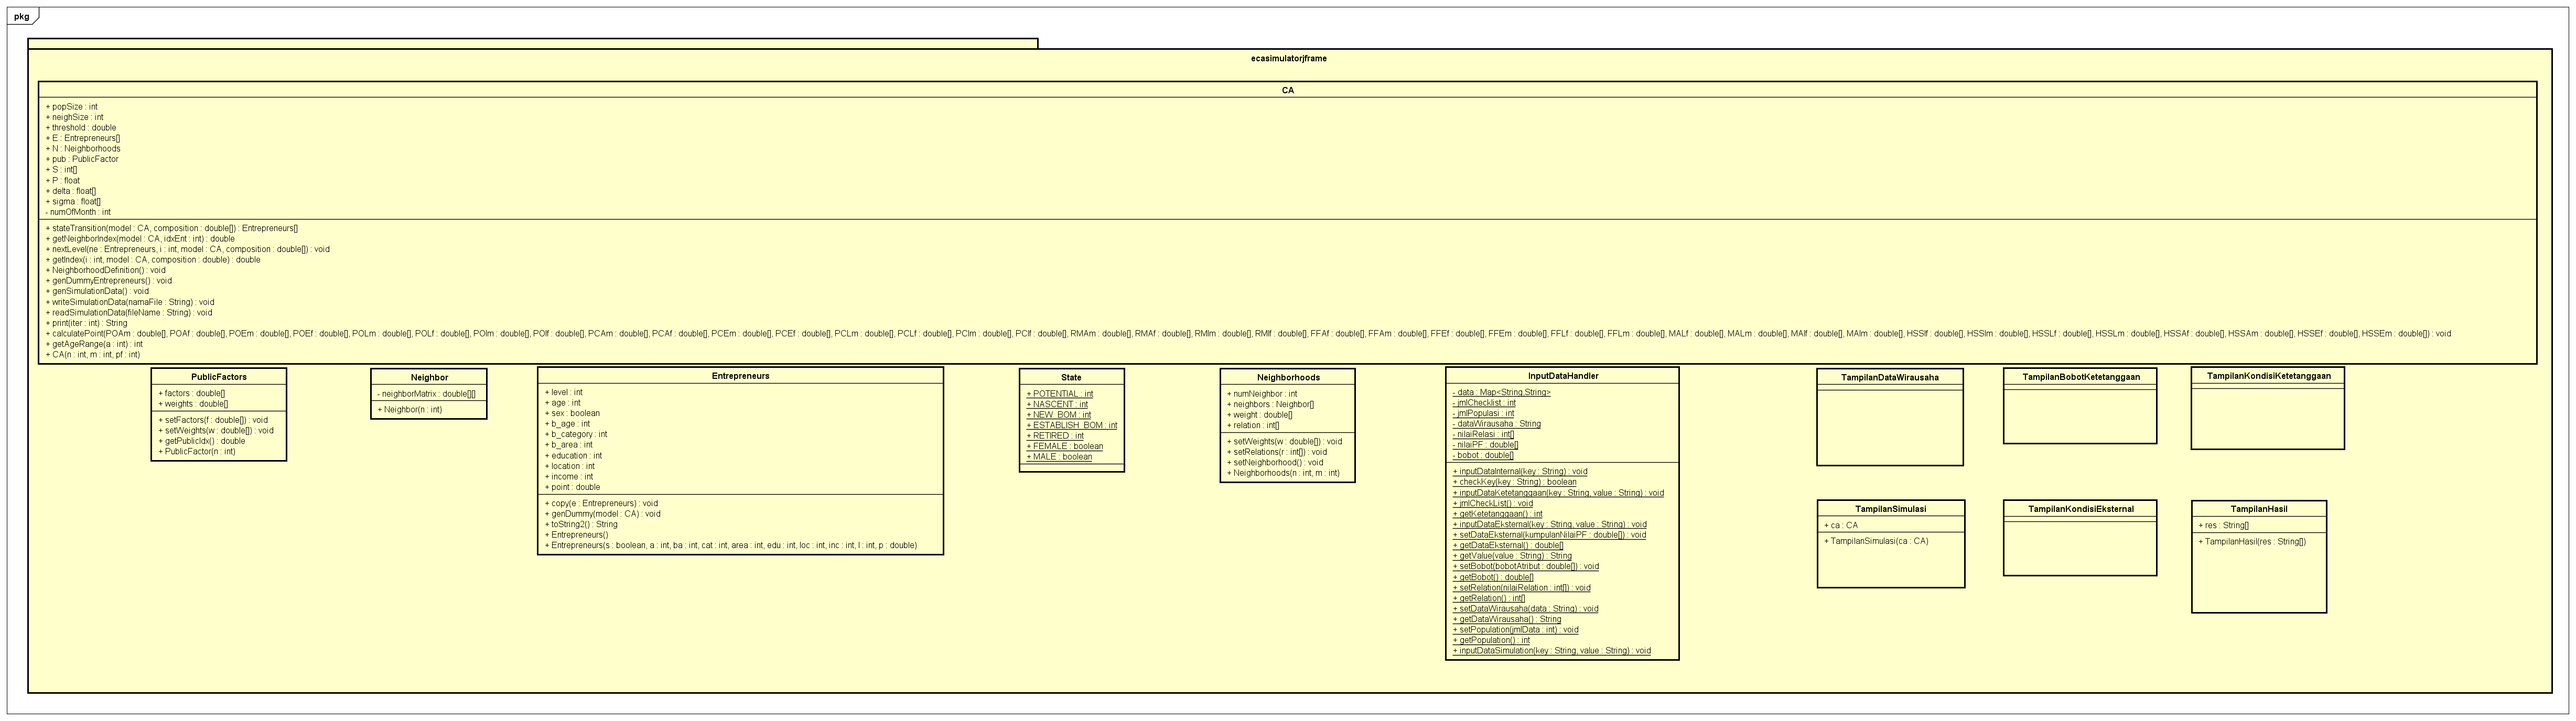 pkg
ecasimulatorjframe
CA
+ popSize : int
+ neighSize : int
+ threshold : double
+ E : Entrepreneurs[]
+ N : Neighborhoods
+ pub : PublicFactor
+ S : int[]
+ P : float
+ delta : float[]
+ sigma : float[]
- numOfMonth : int
+ stateTransition(model : CA, composition : double[]) : Entrepreneurs[]
+ getNeighborIndex(model : CA, idxEnt : int) : double
+ nextLevel(ne : Entrepreneurs, i : int, model : CA, composition : double[]) : void
+ getIndex(i : int, model : CA, composition : double) : double
+ NeighborhoodDefinition() : void
+ genDummyEntrepreneurs() : void
+ genSimulationData() : void
+ writeSimulationData(namaFile : String) : void
+ readSimulationData(fileName : String) : void
+ print(iter : int) : String
+ calculatePoint(POAm : double[], POAf : double[], POEm : double[], POEf : double[], POLm : double[], POLf : double[], POIm : double[], POIf : double[], PCAm : double[], PCAf : double[], PCEm : double[], PCEf : double[], PCLm : double[], PCLf : double[], PCIm : double[], PCIf : double[], RMAm : double[], RMAf : double[], RMIm : double[], RMIf : double[], FFAf : double[], FFAm : double[], FFEf : double[], FFEm : double[], FFLf : double[], FFLm : double[], MALf : double[], MALm : double[], MAIf : double[], MAIm : double[], HSSIf : double[], HSSIm : double[], HSSLf : double[], HSSLm : double[], HSSAf : double[], HSSAm : double[], HSSEf : double[], HSSEm : double[]) : void
+ getAgeRange(a : int) : int
+ CA(n : int, m : int, pf : int)
PublicFactors
+ factors : double[]
+ weights : double[]
+ setFactors(f : double[]) : void
+ setWeights(w : double[]) : void
+ getPublicIdx() : double
+ PublicFactor(n : int)
Neighbor
- neighborMatrix : double[][]
+ Neighbor(n : int)
Entrepreneurs
+ level : int
+ age : int
+ sex : boolean
+ b_age : int
+ b_category : int
+ b_area : int
+ education : int
+ location : int
+ income : int
+ point : double
+ copy(e : Entrepreneurs) : void
+ genDummy(model : CA) : void
+ toString2() : String
+ Entrepreneurs()
+ Entrepreneurs(s : boolean, a : int, ba : int, cat : int, area : int, edu : int, loc : int, inc : int, l : int, p : double)
State
+ POTENTIAL : int
+ NASCENT : int
+ NEW_BOM : int
+ ESTABLISH_BOM : int
+ RETIRED : int
+ FEMALE : boolean
+ MALE : boolean
Neighborhoods
+ numNeighbor : int
+ neighbors : Neighbor[]
+ weight : double[]
+ relation : int[]
+ setWeights(w : double[]) : void
+ setRelations(r : int[]) : void
+ setNeighborhood() : void
+ Neighborhoods(n : int, m : int)
InputDataHandler
- data : Map<String,String>
- jmlChecklist : int
- jmlPopulasi : int
- dataWirausaha : String
- nilaiRelasi : int[]
- nilaiPF : double[]
- bobot : double[]
+ inputDataInternal(key : String) : void
+ checkKey(key : String) : boolean
+ inputDataKetetanggaan(key : String, value : String) : void
+ jmlCheckList() : void
+ getKetetanggaan() : int
+ inputDataEksternal(key : String, value : String) : void
+ setDataEksternal(kumpulanNilaiPF : double[]) : void
+ getDataEksternal() : double[]
+ getValue(value : String) : String
+ setBobot(bobotAtribut : double[]) : void
+ getBobot() : double[]
+ setRelation(nilaiRelation : int[]) : void
+ getRelation() : int[]
+ setDataWirausaha(data : String) : void
+ getDataWirausaha() : String
+ setPopulation(jmlData : int) : void
+ getPopulation() : int
+ inputDataSimulation(key : String, value : String) : void
TampilanDataWirausaha
TampilanBobotKetetanggaan
TampilanKondisiKetetanggaan
TampilanSimulasi
+ ca : CA
+ TampilanSimulasi(ca : CA)
TampilanKondisiEksternal
TampilanHasil
+ res : String[]
+ TampilanHasil(res : String[])